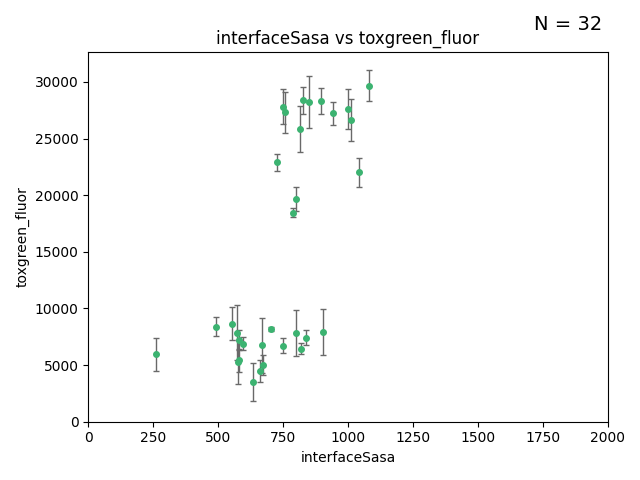 N = 32
interfaceSasa vs toxgreen_fluor
30000
25000
20000
15000
10000
5000
0
toxgreen_fluor
0 250 500 750 1000 1250 1500 1750 2000
interfaceSasa